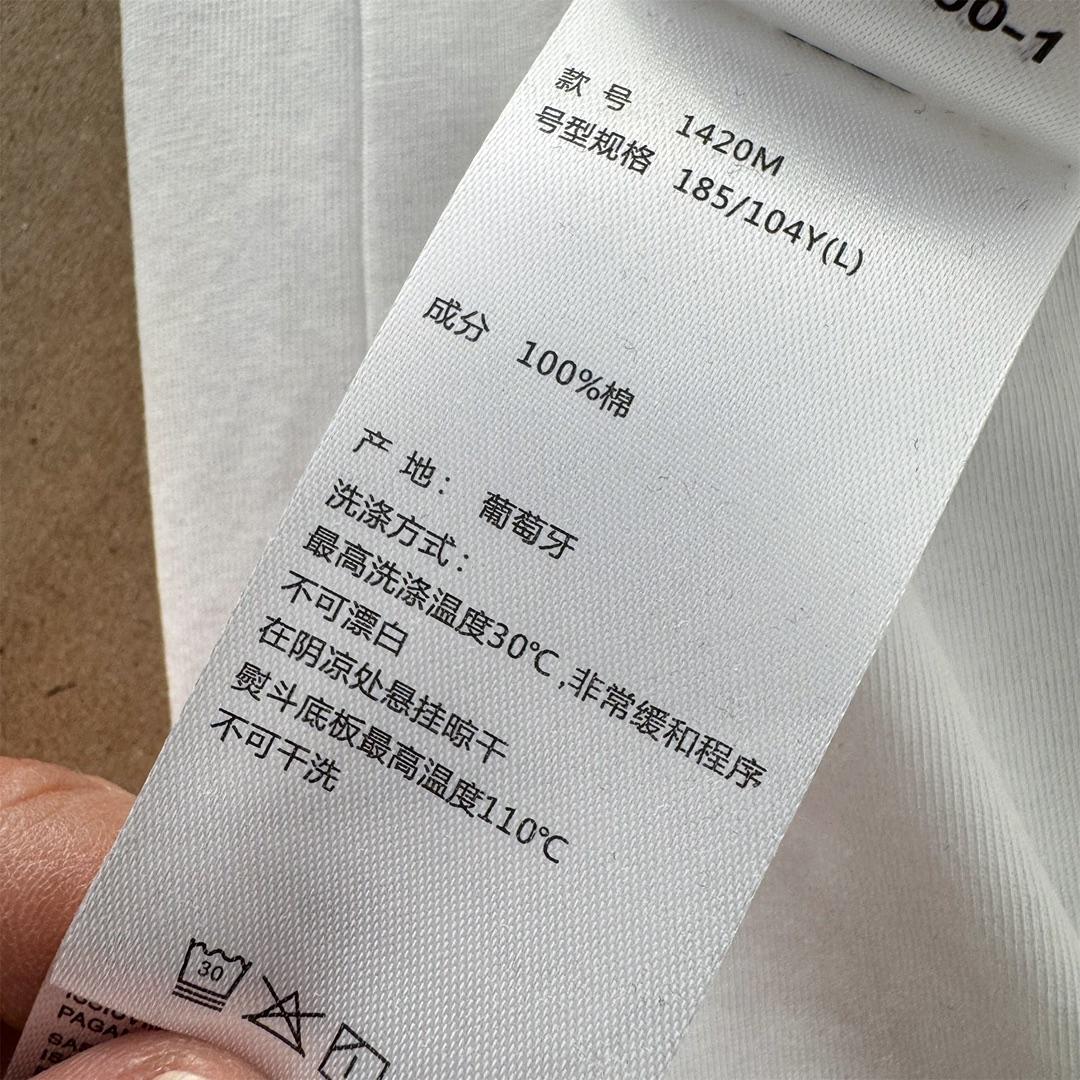 00-1
款 号 1420M
号型规格 185/104Y(L)
成分 100%棉
产 地： 葡萄牙
洗涤方式：
最高洗涤温度30℃,非常缓和程序
不可漂白
在阴凉处悬挂晾干
熨斗底板最高温度110℃
不可干洗
30